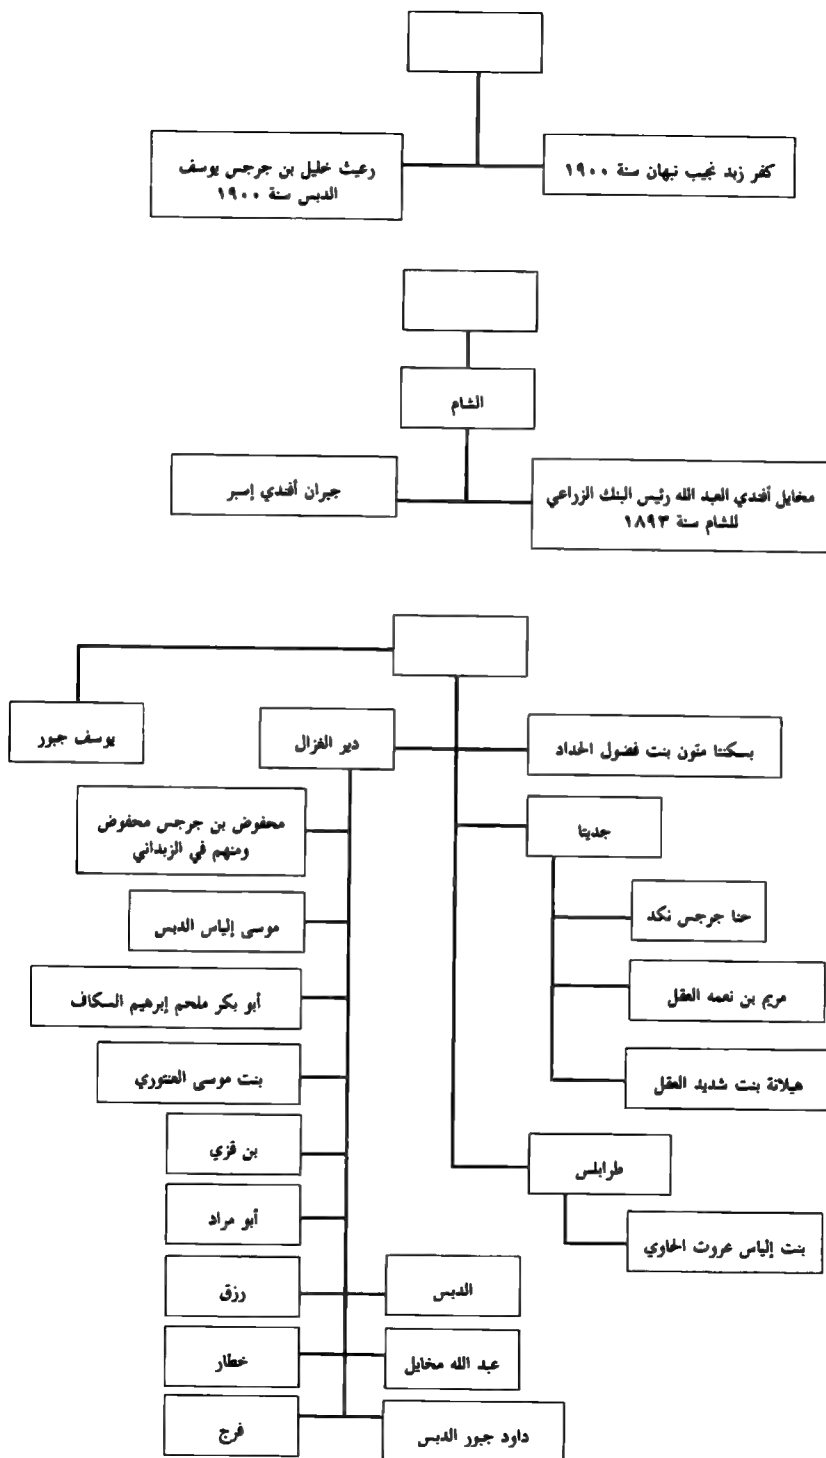 كفر زبد نجيب نبهان سنة ١٩٠٠
رعيث خليل بن جرجس يوسف
الدبس سنة ١٩٠٠
الشام
مخايل أفندي العبد الله رئيس البنك الزراعي
للشام سنة ١٨٩٣
جبران أفندي إسبر
يوسف جبور
دير الغزال
بسكنتا متون بنت فضول الحداد
محفوض بن جرجس محفوض
ومنهم في الزبداني
جديتا
موسى إلياس الدبس
حنا جرجس نكد
أبو بكر ملحم إبرهيم السكاف
مريم بن نعمه العقل
بنت موسى العنتوري
هيلانة بنت شديد العقل
بن قزي
طرابلس
أبو مراد
بنت إلياس عروت الحاوي
رزق
الدبس
خطار
عبد الله مخايل
فرج
داود جبور الدبس